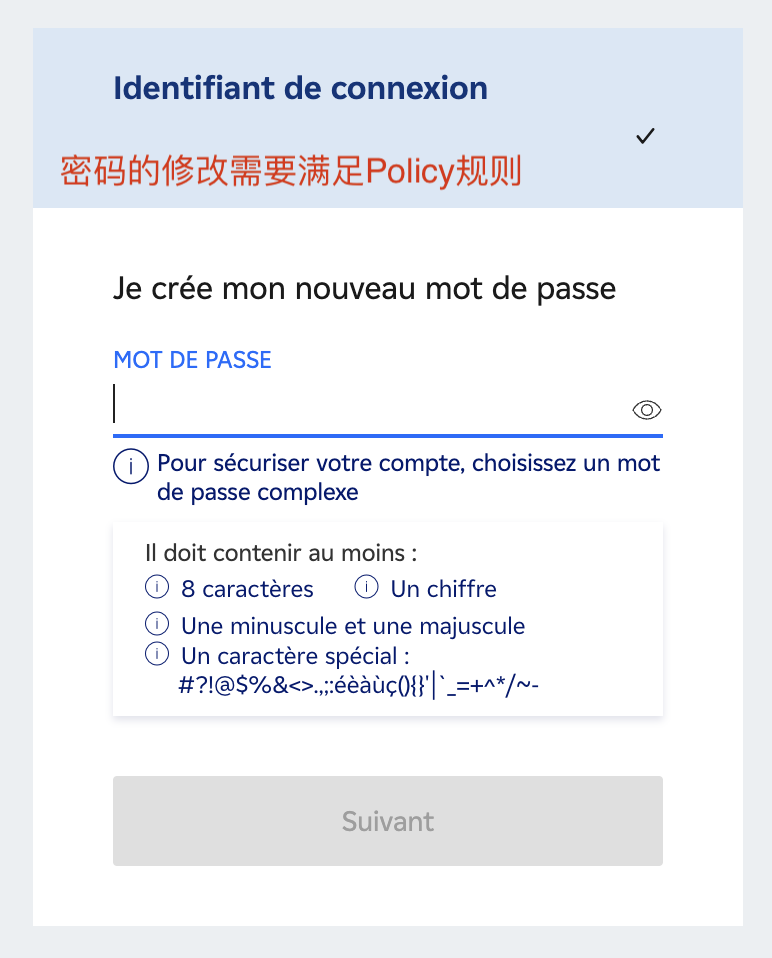 Identifiant de connexion
密码的修改需要满足Policy规则
Je crée mon nouveau mot de passe
MOT DE PASSE
Pour sécuriser votre compte, choisissez un mot
de passe complexe
Il doit contenir au moins :
8 caractères Un chiffre
Une minuscule et une majuscule
Un caractère spécial :
#?!@$%&<>.,;:éèàùç(){}'|`_=+^*/~-
Suivant